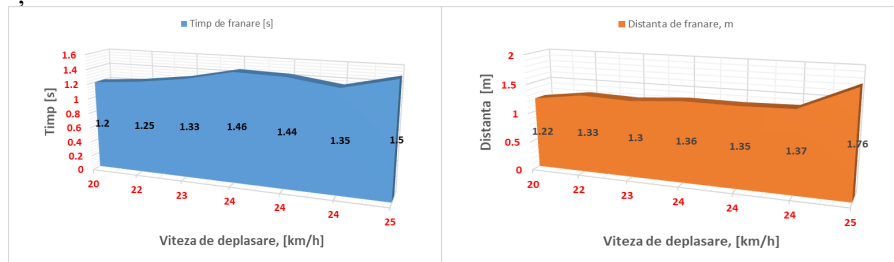 Timp de franare [s]
1.6
1.4
1.2
1
0.8
0.6
0.4
0.2
0
Timp [s]
1.2 1.25 1.33 1.46 1.44 1.35 1.5
20 22 23 24 24 24 25
Viteza de deplasare, [km/h]
Distanta de franare, m
2
1.5
1
0.5
0
Distanta [m]
1.22 1.33 1.3 1.36 1.35 1.37 1.76
20 22 23 24 24 24 25
Viteza de deplasare, [km/h]